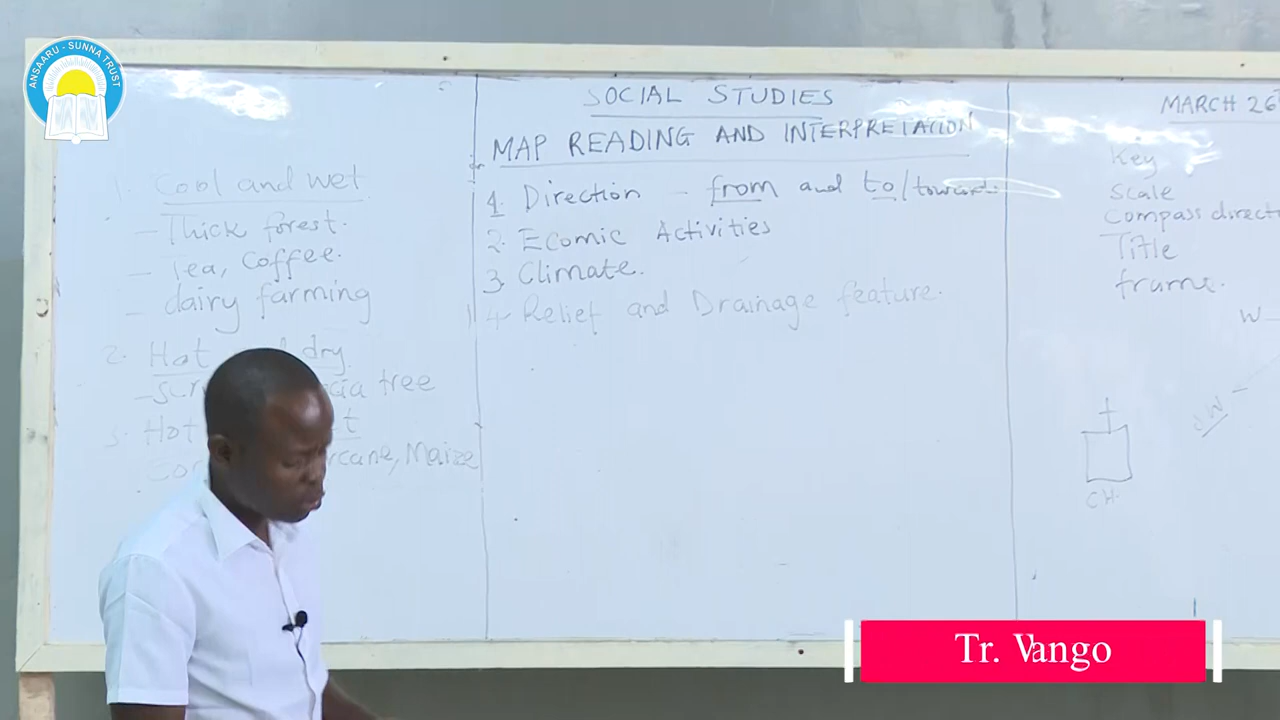 ANSAARU - SUNNA TRUST
1. Cool and wet
- Thick forest.
- Tea, Coffee.
- dairy farming
2. Hot dry
tree
3. Hot
Maize
SOCIAL STUDIES
MAP READING AND INTERPRETATION
1. Direction - from and to/towards
2. Ecomic Activities
3. Climate.
4. Relief and Drainage feature.
MARCH 26
Key
Scale
Compass direct
Title
frame.
W
CH.
Tr. Vango